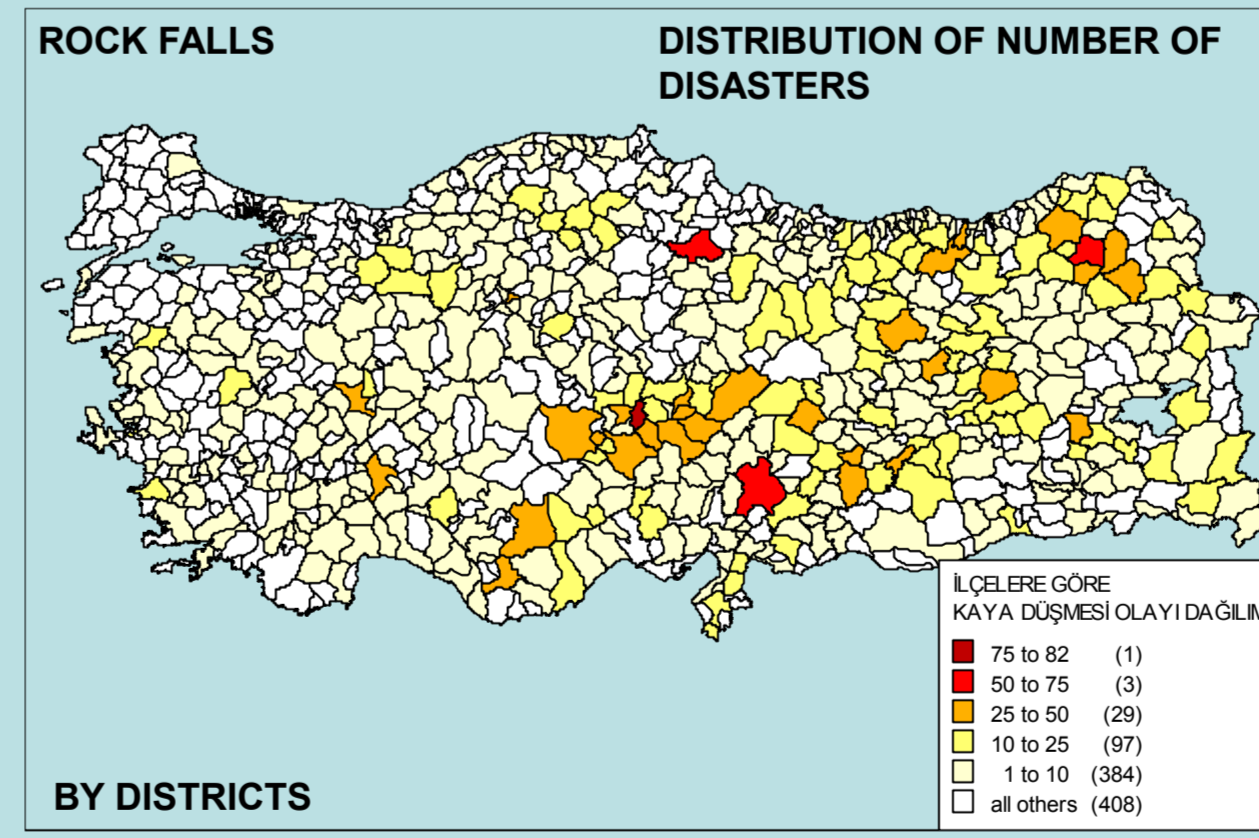 ROCK FALLS
DISTRIBUTION OF NUMBER OF
DISASTERS
İLÇELERE GÖRE
KAYA DÜŞMESİ OLAYI DAĞILIM
75 to 82 (1)
50 to 75 (3)
25 to 50 (29)
10 to 25 (97)
1 to 10 (384)
all others (408)
BY DISTRICTS